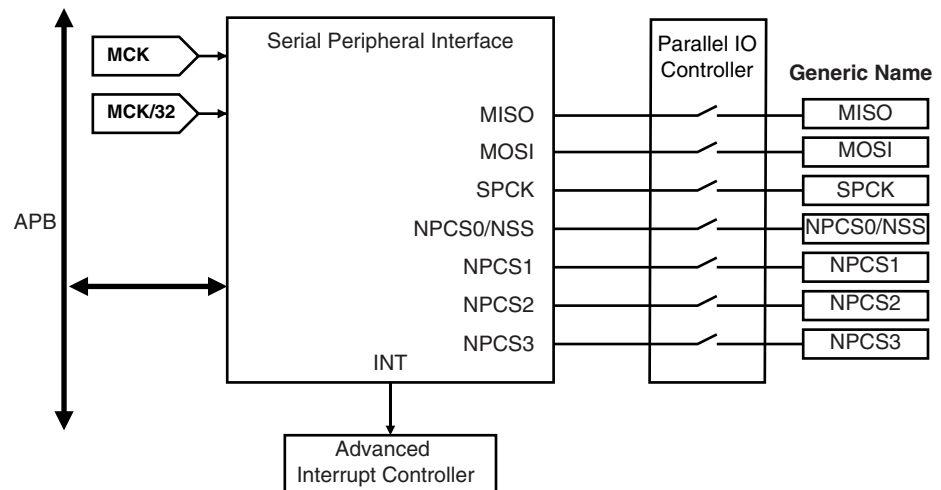 Serial Peripheral Interface
Parallel IO
Controller
Generic Name
MCK
MCK/32
APB
MISO
MISO
MOSI
MOSI
SPCK
SPCK
NPCS0/NSS
NPCS0/NSS
NPCS1
NPCS1
NPCS2
NPCS2
NPCS3
NPCS3
INT
Advanced
Interrupt Controller